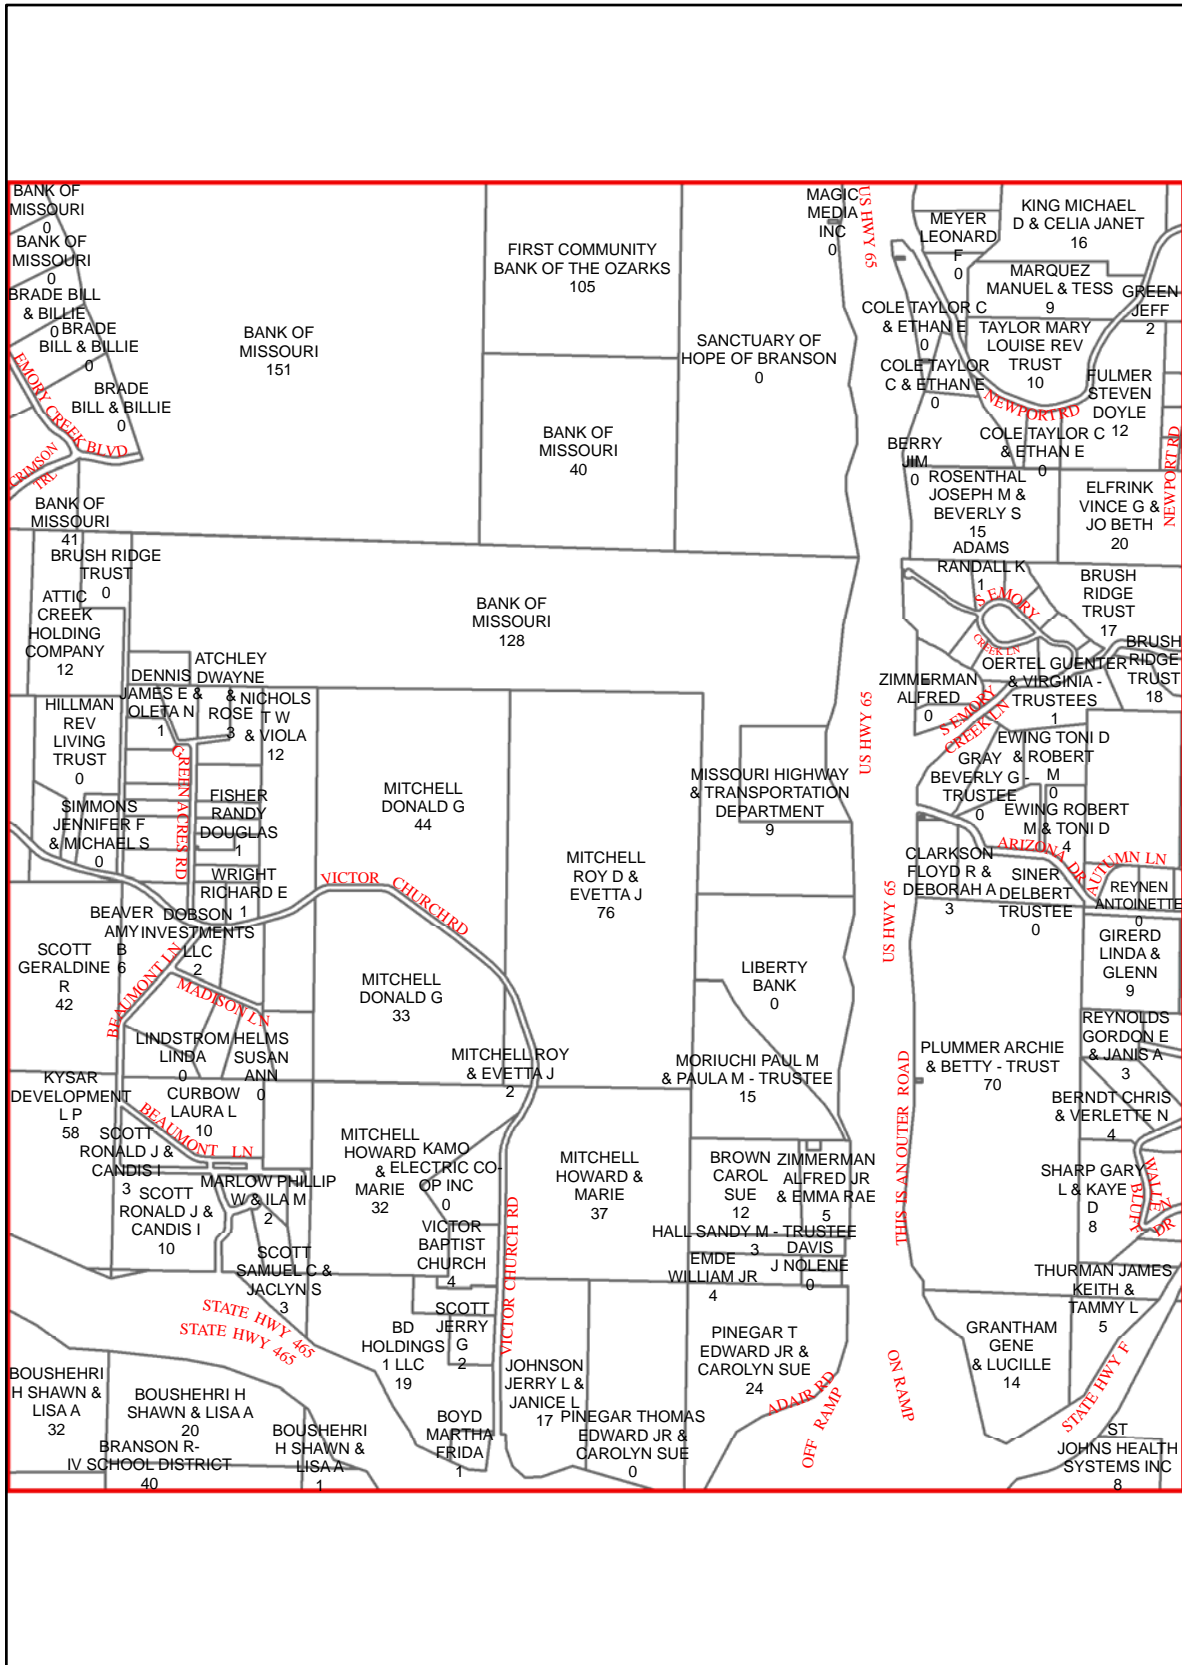 BANK OF
MISSOURI
0
BANK OF
MISSOURI
0
BRADE BILL
& BILLIE
0
BRADE
BILL & BILLIE
0
BRADE
BILL & BILLIE
0
EMORY CREEK BLVD
CRIMSON
TRL
BANK OF
MISSOURI
151
FIRST COMMUNITY
BANK OF THE OZARKS
105
BANK OF
MISSOURI
40
SANCTUARY OF
HOPE OF BRANSON
0
MAGIC
MEDIA
INC
0
US HWY 65
MEYER
LEONARD
F
0
KING MICHAEL
D & CELIA JANET
16
MARQUEZ
MANUEL & TESS
9
GREEN
JEFF
2
COLE TAYLOR C
& ETHAN E
0
TAYLOR MARY
LOUISE REV
TRUST
10
COLE TAYLOR
C & ETHAN E
0
FULMER
STEVEN
DOYLE
12
NEWPORT RD
COLE TAYLOR C
& ETHAN E
0
BERRY
JIM
0
NEWPORT RD
ROSENTHAL
JOSEPH M &
BEVERLY S
15
ELFRINK
VINCE G &
JO BETH
20
BANK OF
MISSOURI
41
BRUSH RIDGE
TRUST
0
ATTIC
CREEK
HOLDING
COMPANY
12
BANK OF
MISSOURI
128
ADAMS
RANDALL K
1
S EMORY
CREEK LN
BRUSH
RIDGE
TRUST
17
BRUSH
RIDGE
TRUST
18
OERTEL GUENTER
& VIRGINIA -
TRUSTEES
1
ZIMMERMAN
ALFRED
0
S EMORY
CREEK LN
HILLMAN
REV
LIVING
TRUST
0
DENNIS
JAMES E &
OLETA N
1
ATCHLEY
DWAYNE
&
ROSE
3
NICHOLS
T W
& VIOLA
12
GREEN ACRES RD
SIMMONS
JENNIFER F
& MICHAEL S
0
FISHER
RANDY
DOUGLAS
1
WRIGHT
RICHARD E
1
MITCHELL
DONALD G
44
MITCHELL
ROY D &
EVETTA J
76
MISSOURI HIGHWAY
& TRANSPORTATION
DEPARTMENT
9
US HWY 65
GRAY
BEVERLY G -
TRUSTEE
0
EWING TONI D
& ROBERT
M
0
EWING ROBERT
M & TONI D
4
ARIZONA DR
AUTUMN LN
CLARKSON
FLOYD R &
DEBORAH A
3
SINER
DELBERT
TRUSTEE
0
REYNEN
ANTOINETTE
0
US HWY 65
VICTOR CHURCH RD
SCOTT
GERALDINE
R
42
BEAVER
AMY
B
6
DOBSON
INVESTMENTS
LLC
2
BEAUMONT LN
MADISON LN
LINDSTROM
LINDA
0
HELMS
SUSAN
ANN
0
MITCHELL
DONALD G
33
MITCHELL ROY
& EVETTA J
2
LIBERTY
BANK
0
MORIUCHI PAUL M
& PAULA M - TRUSTEE
15
PLUMMER ARCHIE
& BETTY - TRUST
70
GIRERD
LINDA &
GLENN
9
REYNOLDS
GORDON E
& JANIS A
3
BERNDT CHRIS
& VERLETTE N
4
KYSAR
DEVELOPMENT
L P
58
CURBOW
LAURA L
10
BEAUMONT LN
SCOTT
RONALD J &
CANDIS I
3
SCOTT
RONALD J &
CANDIS I
10
MARLOW PHILLIP
W & ILA M
2
MITCHELL
HOWARD
&
MARIE
32
KAMO
ELECTRIC CO-
OP INC
0
VICTOR
BAPTIST
CHURCH
4
VICTOR CHURCH RD
MITCHELL
HOWARD &
MARIE
37
BROWN
CAROL
SUE
12
ZIMMERMAN
ALFRED JR
& EMMA RAE
5
HALL SANDY M - TRUSTEE
3
DAVIS
J NOLENE
0
EMDE
WILLIAM JR
4
THIS IS AN OUTER ROAD
SHARP GARY
L & KAYE
D
8
WALLE Z
BLUFF DR
SCOTT
SAMUEL C &
JACLYN S
3
STATE HWY 465
STATE HWY 465
BD
HOLDINGS
1 LLC
19
SCOTT
JERRY
G
2
JOHNSON
JERRY L &
JANICE L
17
PINEGAR T
EDWARD JR &
CAROLYN SUE
24
ADAIR RD
OFF RAMP
ON RAMP
GRANTHAM
GENE
& LUCILLE
14
THURMAN JAMES
KEITH &
TAMMY L
5
STATE HWY F
BOUSHEHRI
H SHAWN &
LISA A
32
BOUSHEHRI H
SHAWN & LISA A
20
BRANSON R-
IV SCHOOL DISTRICT
40
BOUSHEHRI
H SHAWN &
LISA A
1
BOYD
MARTHA
FRIDA
1
PINEGAR THOMAS
EDWARD JR &
CAROLYN SUE
0
ST
JOHNS HEALTH
SYSTEMS INC
8